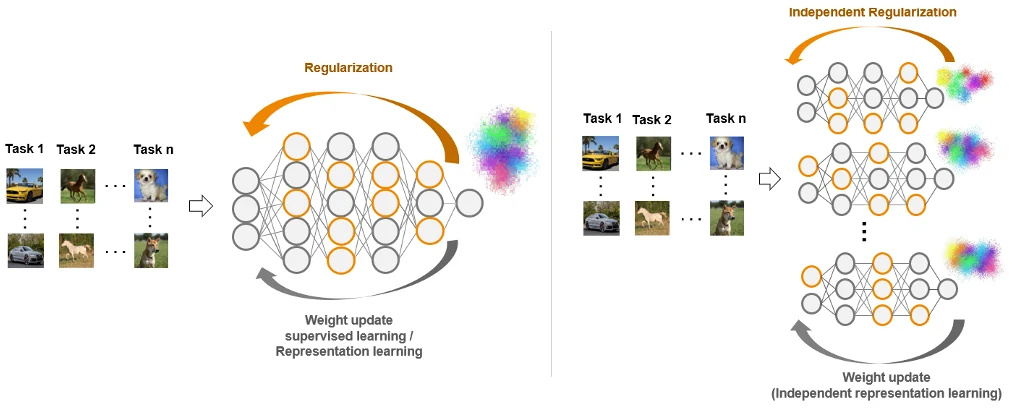 Regularization
Task 1 Task 2 Task n
Weight update
supervised learning /
Representation learning
Independent Regularization
Task 1 Task 2 Task n
Weight update
(Independent representation learning)